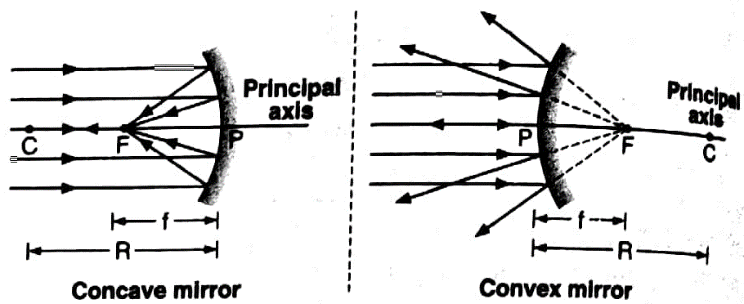 Principal
axis
C
F
P
f
R
Concave mirror
Principal
axis
P
F
C
f
R
Convex mirror